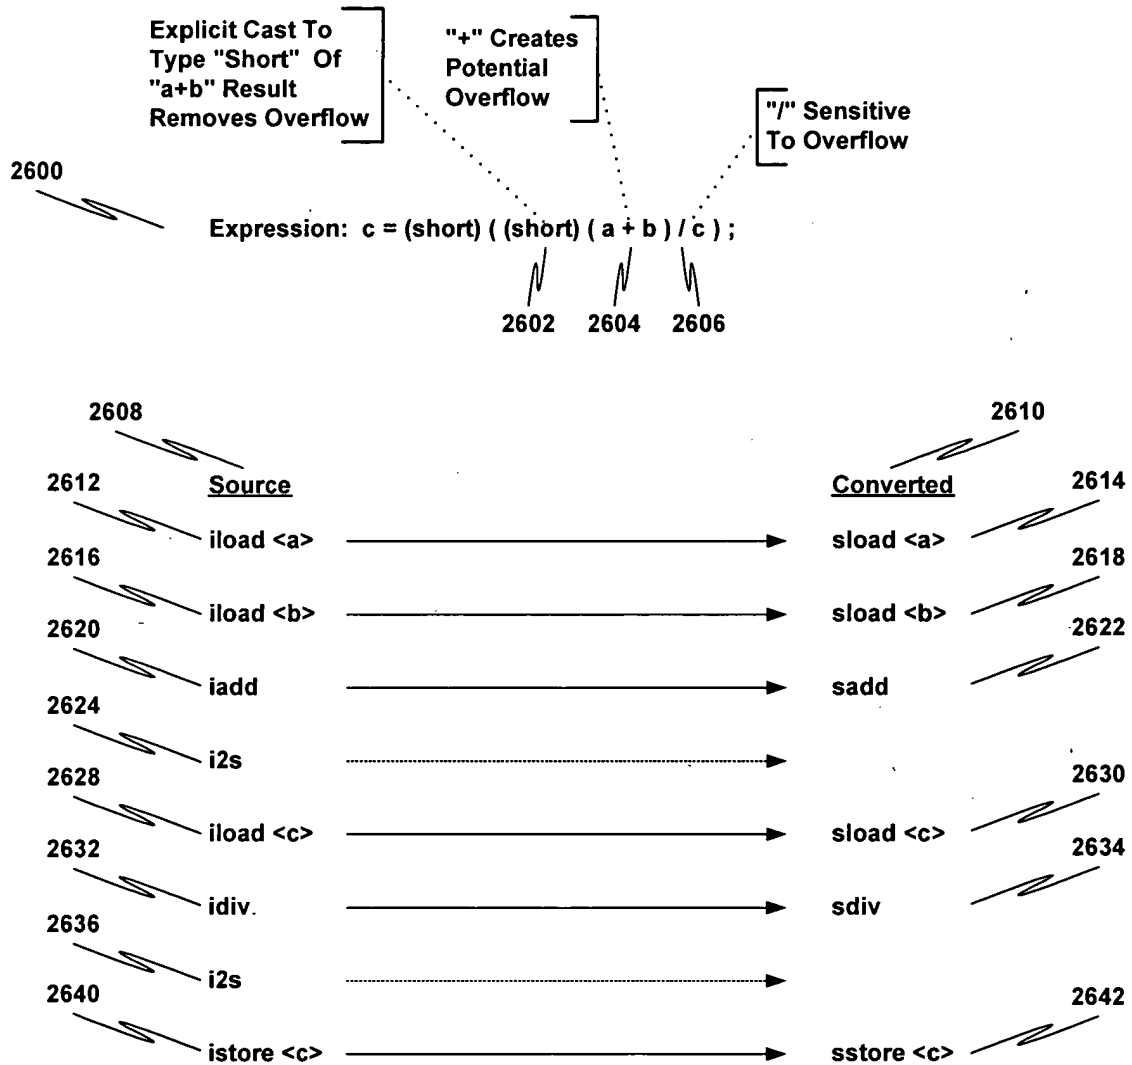 Explicit Cast To
Type "Short" Of
"a+b" Result
Removes Overflow
"+" Creates
Potential
Overflow
"/" Sensitive
To Overflow
2600
Expression: c = (short) ( (short) ( a + b ) / c ) ;
2602 2604 2606
2608 2610
Source Converted
2612 2614
iload <a> sload <a>
2616 2618
iload <b> sload <b>
2620 2622
iadd sadd
2624
i2s
2628 2630
iload <c> sload <c>
2632 2634
idiv sdiv
2636
i2s
2640 2642
istore <c> sstore <c>